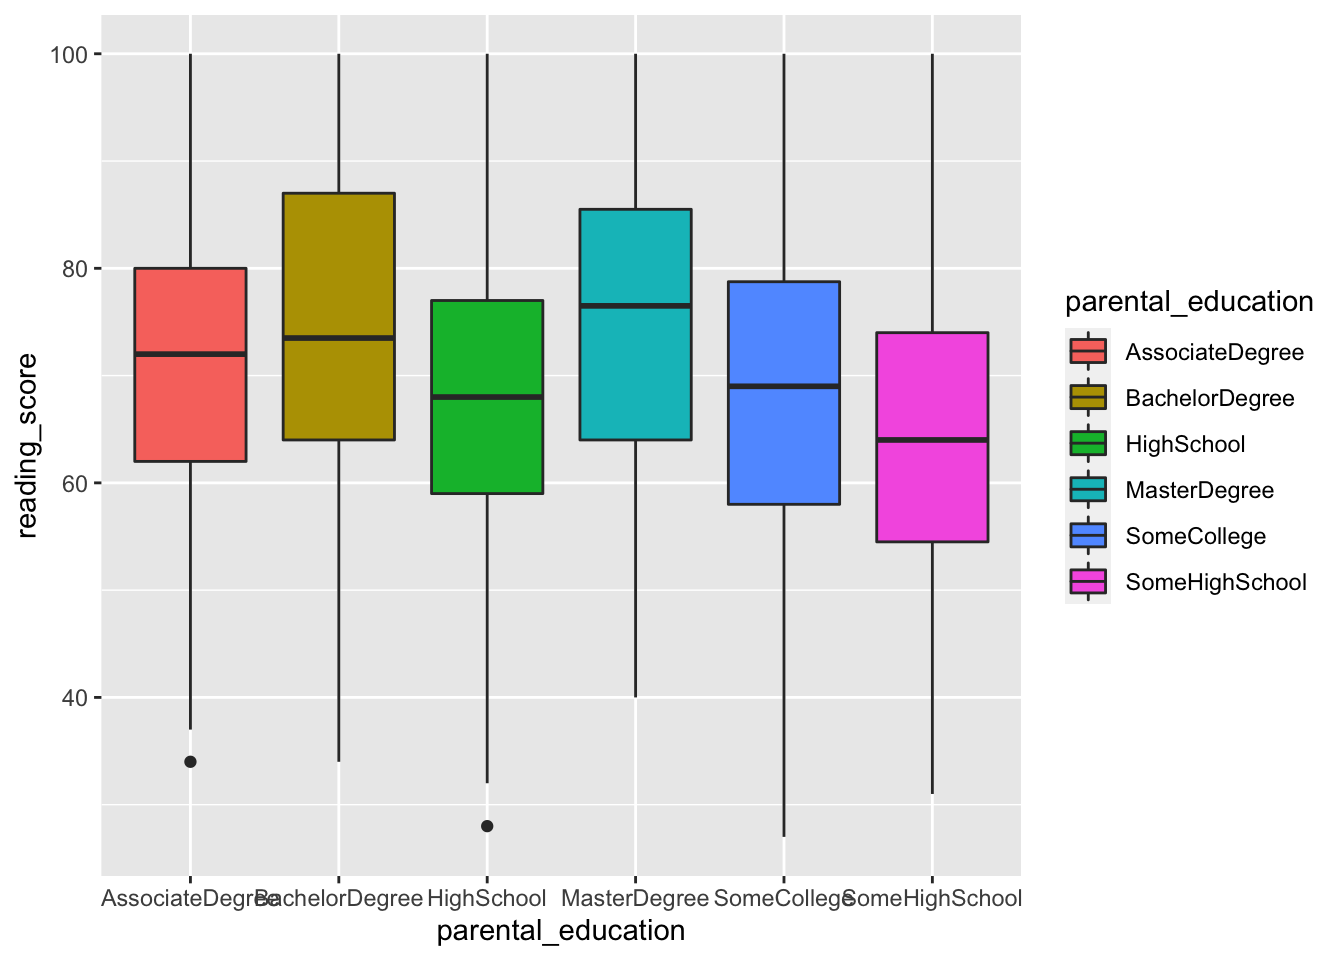 100
80
60
40
reading_score
AssociateDegree
BachelorDegree
HighSchool
MasterDegree
SomeCollege
SomeHighSchool
parental_education
parental_education
AssociateDegree
BachelorDegree
HighSchool
MasterDegree
SomeCollege
SomeHighSchool